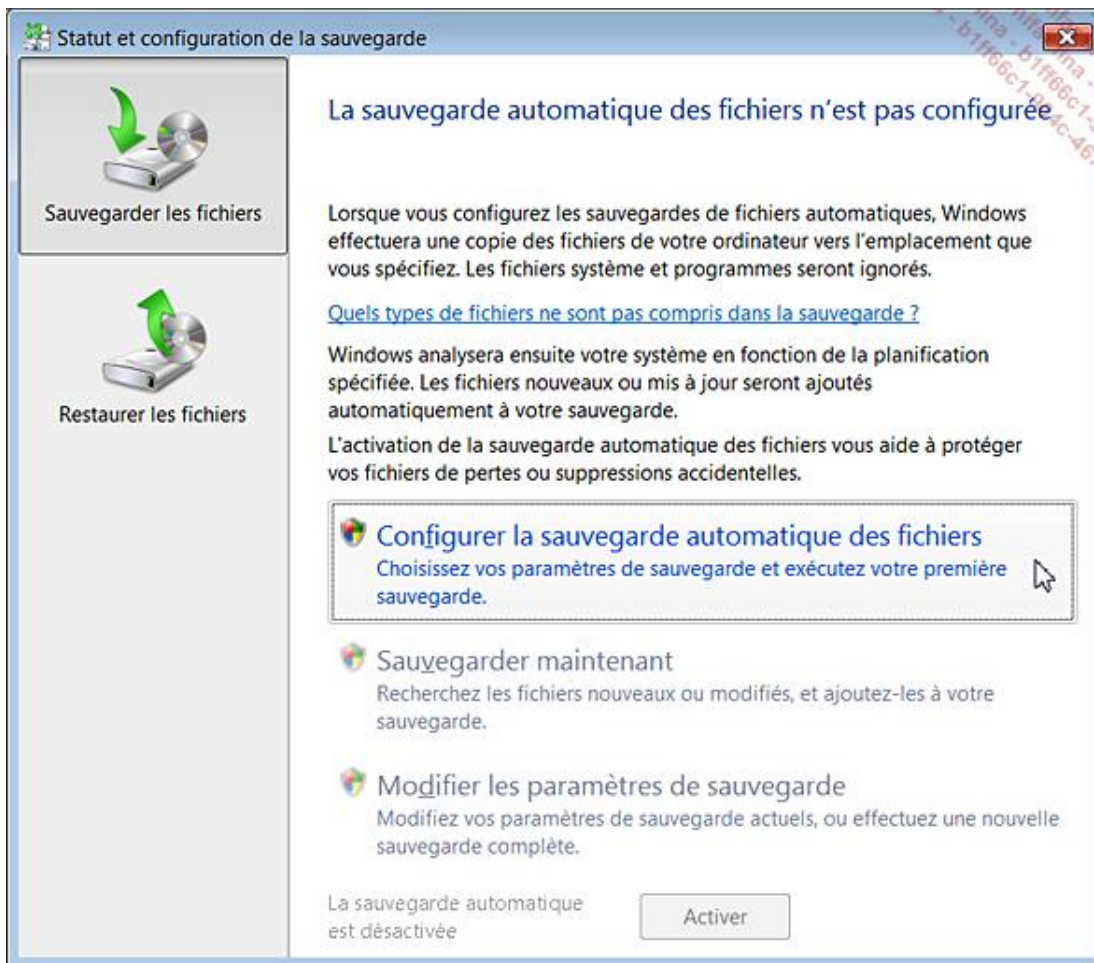 Statut et configuration de la sauvegarde
Sauvegarder les fichiers
Restaurer les fichiers
La sauvegarde automatique des fichiers n'est pas configurée
Lorsque vous configurez les sauvegardes de fichiers automatiques, Windows
effectuera une copie des fichiers de votre ordinateur vers l'emplacement que
vous spécifiez. Les fichiers système et programmes seront ignorés.
Quels types de fichiers ne sont pas compris dans la sauvegarde ?
Windows analysera ensuite votre système en fonction de la planification
spécifiée. Les fichiers nouveaux ou mis à jour seront ajoutés
automatiquement à votre sauvegarde.
L'activation de la sauvegarde automatique des fichiers vous aide à protéger
vos fichiers de pertes ou suppressions accidentelles.
Configurer la sauvegarde automatique des fichiers
Choisissez vos paramètres de sauvegarde et exécutez votre première
sauvegarde.
Sauvegarder maintenant
Recherchez les fichiers nouveaux ou modifiés, et ajoutez-les à votre
sauvegarde.
Modifier les paramètres de sauvegarde
Modifiez vos paramètres de sauvegarde actuels, ou effectuez une nouvelle
sauvegarde complète.
La sauvegarde automatique
est désactivée
Activer